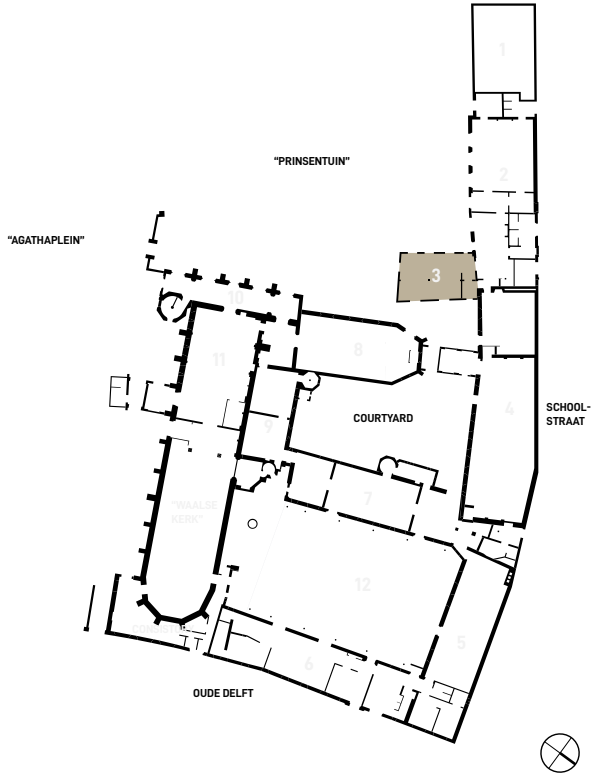 1
"PRINSENTUIN"
2
"AGATHAPLEIN"
3
10
8
11
4
SCHOOL-
STRAAT
COURTYARD
9
7
"WAALSE
KERK"
12
5
6
OUDE DELFT